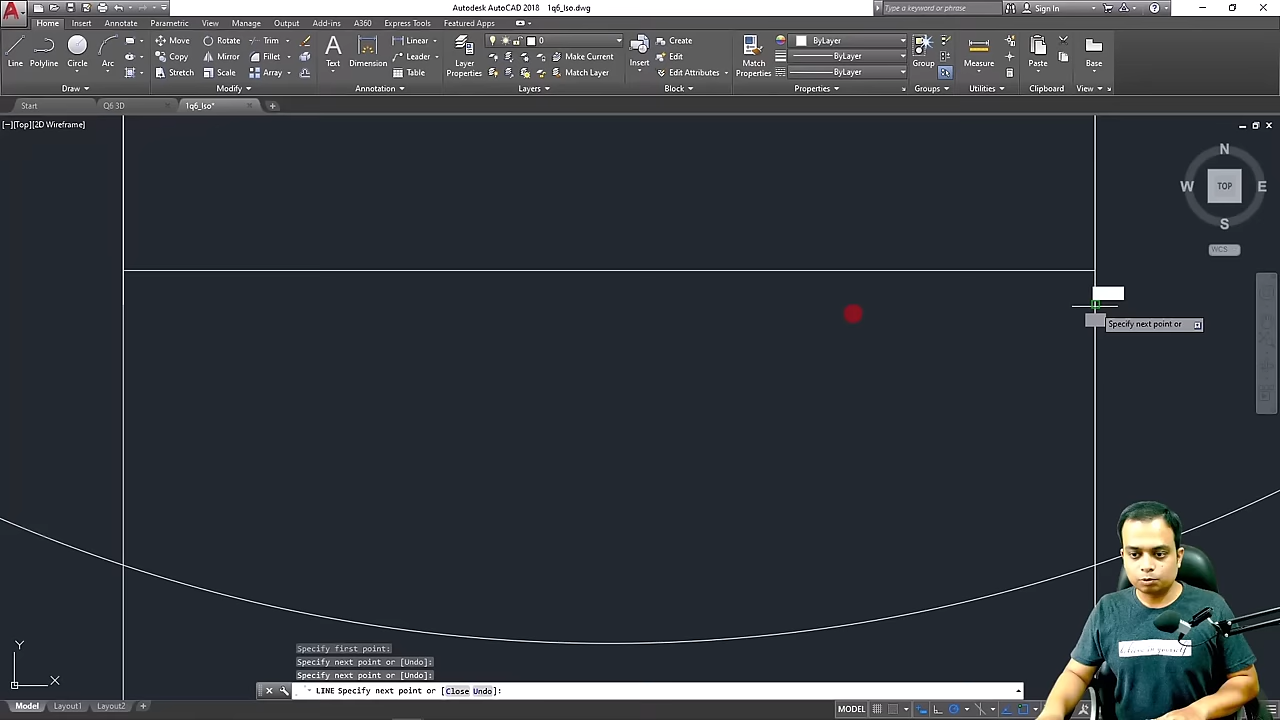 Autodesk AutoCAD 2018 1q6_Iso.dwg
Type a keyword or phrase
Sign In
Home Insert Annotate Parametric View Manage Output Add-ins A360 Express Tools Featured Apps
Line Polyline Circle Arc
Move Rotate Trim
Copy Mirror Fillet
Stretch Scale Array
Text Dimension
Linear
Leader
Table
Layer Properties
0
Make Current
Match Layer
Insert
Create
Edit
Edit Attributes
Match Properties
ByLayer
ByLayer
ByLayer
Group
Measure
Paste
Base
Draw Modify Annotation Layers Block Properties Groups Utilities Clipboard View
Start Q6 3D 1q6_Iso*
[−][Top][2D Wireframe]
N
W TOP E
S
WCS
Specify next point or
Y
X
Specify first point:
Specify next point or [Undo]:
Specify next point or [Undo]:
LINE Specify next point or [Close Undo]:
Model Layout1 Layout2 +
MODEL